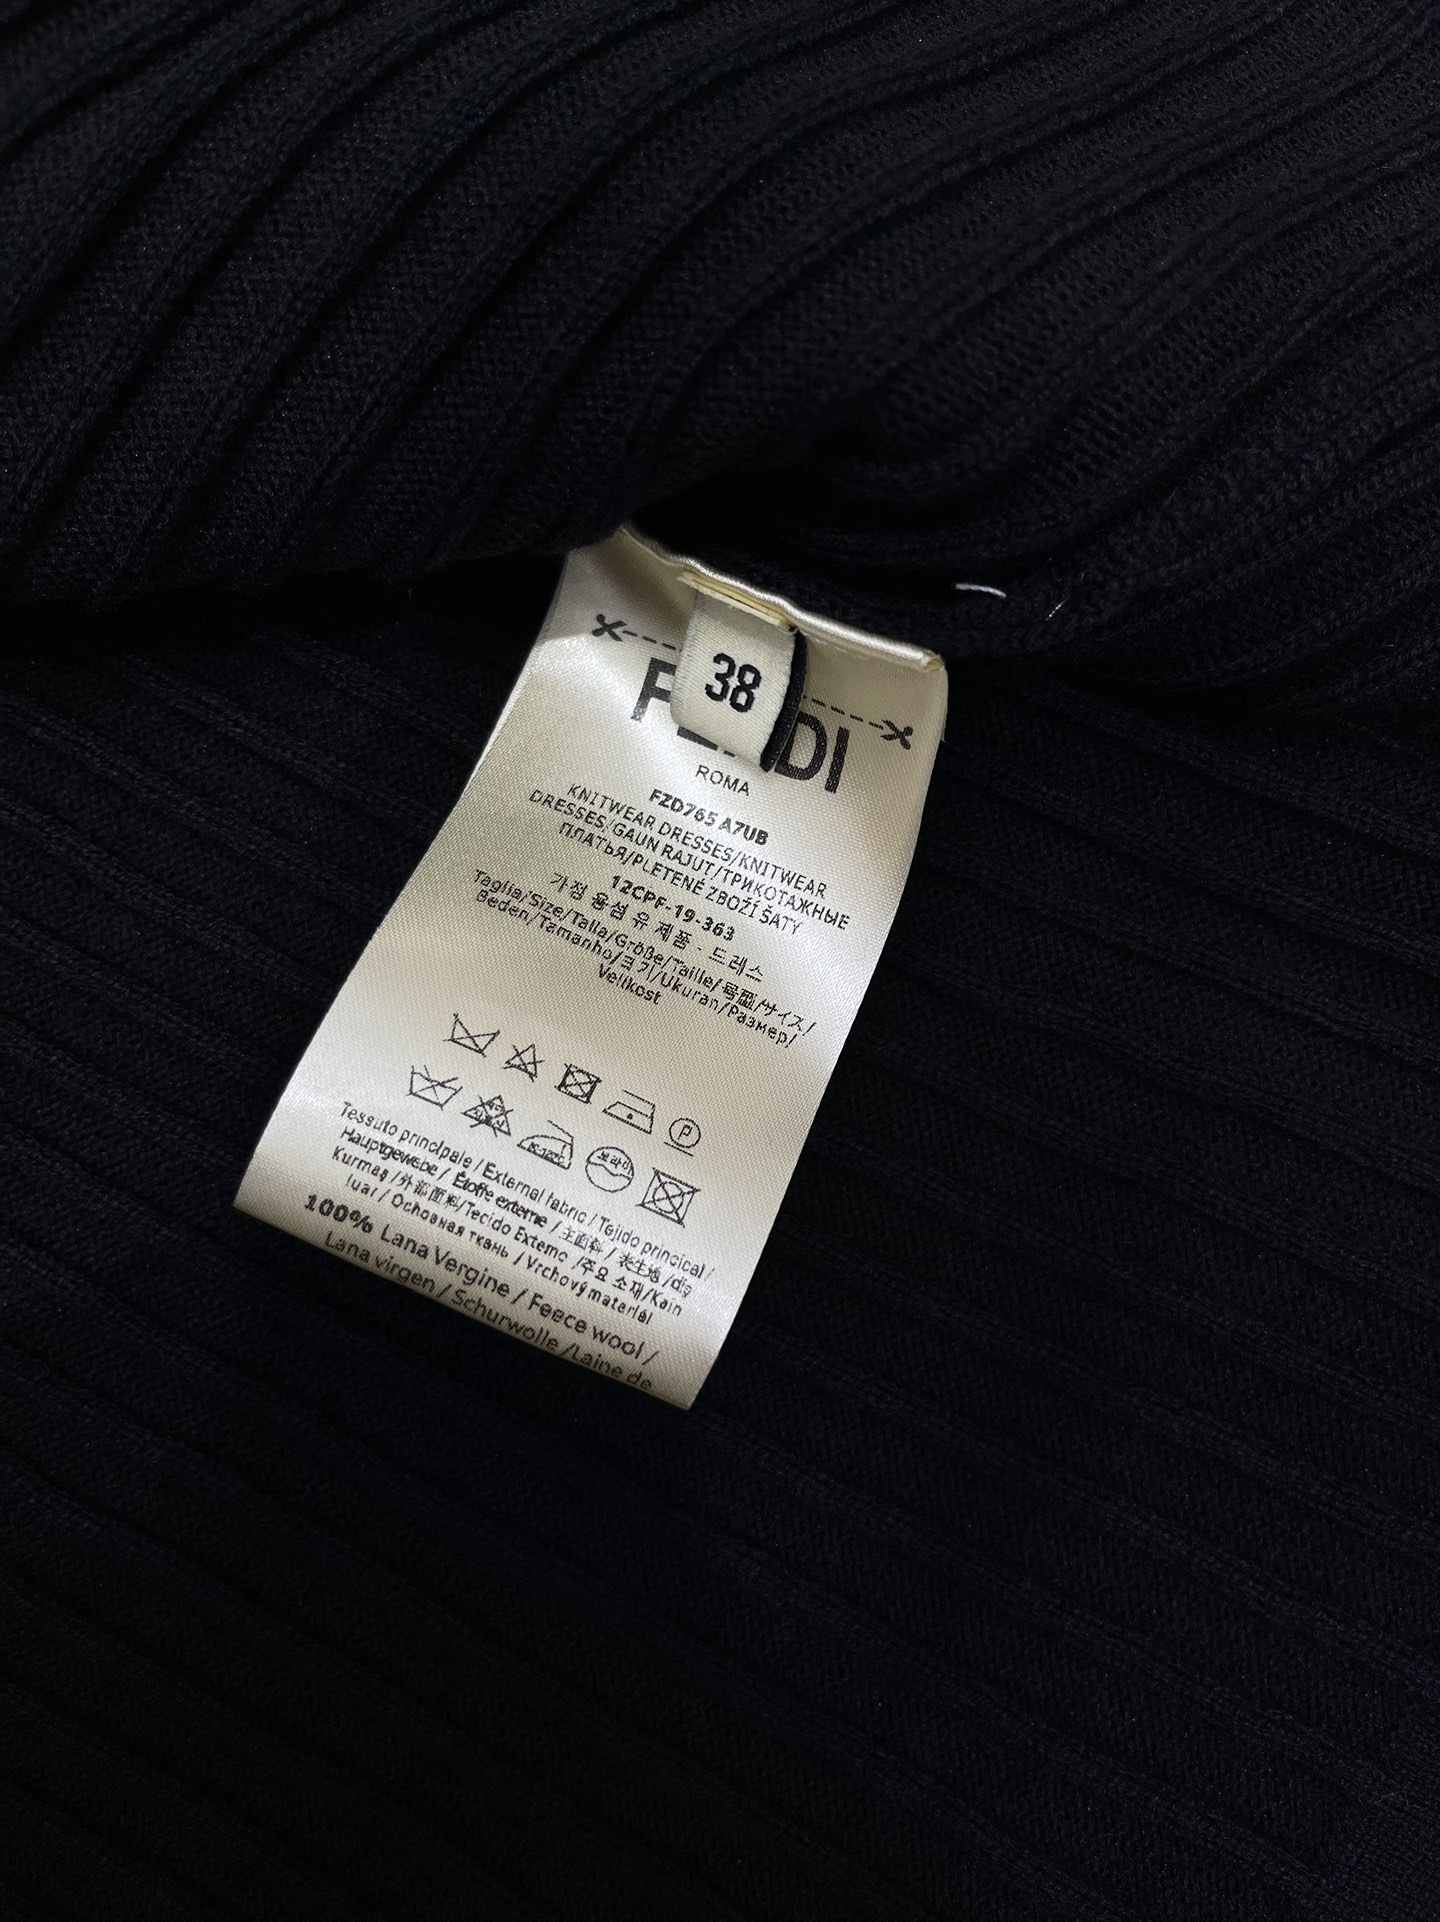 38
F DI
ROMA
FZD765 A7UB
KNITWEAR DRESSES/KNITWEAR
DRESSES/GAUN RAJUT/ТРИКОТАЖНЫЕ
ПЛАТЬЯ/PLETENÉ ZBOŽÍ ŠATY
12CPF-19-363
가정 용섬 유 제품 - 드레스
Taglia/Size/Talla/Größe/Taille/号型/サイズ/
Beden/Tamanho/크기/Ukuran/Размер/
Velikost
P
Tessuto principale / External fabric / Tejido principal /
Hauptgewebe / Étoffe externe / 主面料 / 表生地 / dış
Kumaş /外部面料/Tecido Externo /주요 소재/Kain
luar / Основная ткань / Vrchový materiál
100% Lana Vergine / Feece wool /
Lana virgen / Schurwolle /Laine de